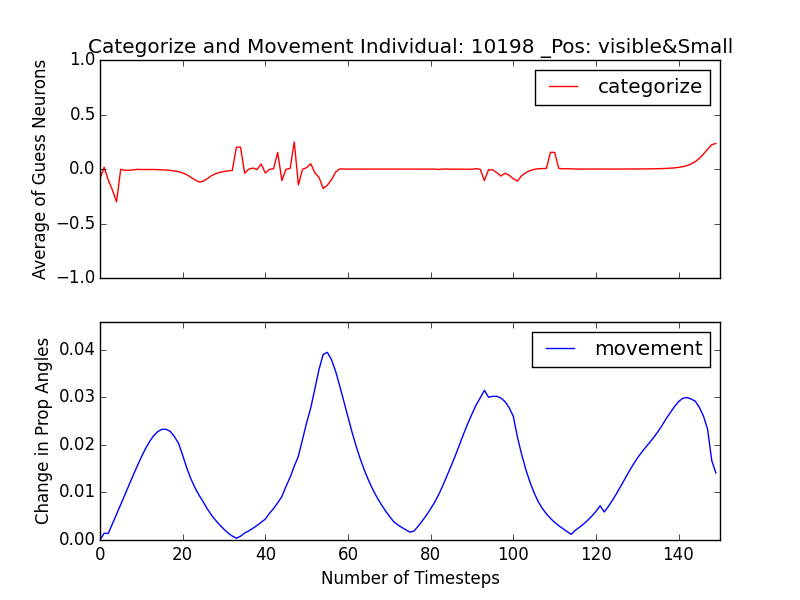 Categorize and Movement Individual: 10198 _Pos: visible&Small
1.0
0.5
0.0
−0.5
−1.0
Average of Guess Neurons
categorize
0.04
0.03
0.02
0.01
0.00
Change in Prop Angles
movement
0 20 40 60 80 100 120 140
Number of Timesteps